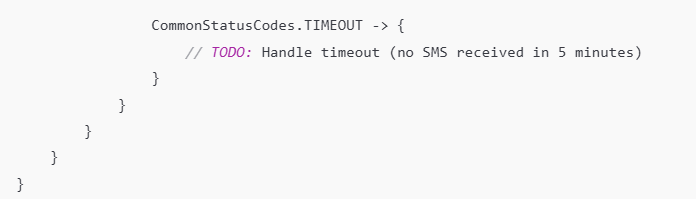 CommonStatusCodes.TIMEOUT -> {
// TODO: Handle timeout (no SMS received in 5 minutes)
}
}
}
}
}